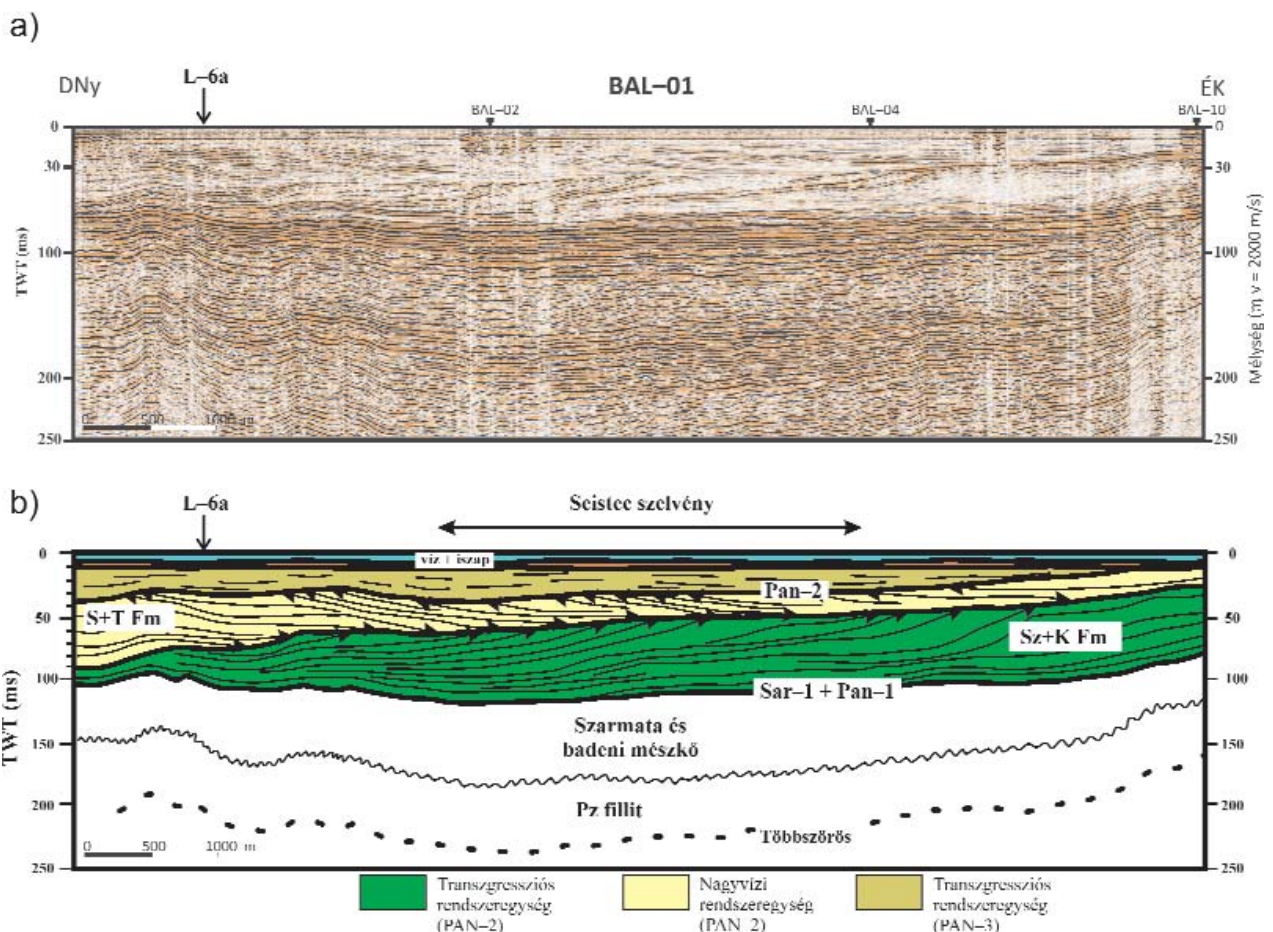 a)
L–6a
DNy
BAL–01
ÉK
BAL–02
BAL–04
BAL–10
0
0
30
30
TWT (ms)
100
100
Mélység (m v = 2000 m/s)
200
200
0
500
1000 m
250
250
b)
L–6a
Seistec szelvény
0
víz + iszap
0
Pan–2
50
S+T Fm
50
Sz+K Fm
100
Sar–1 + Pan–1
100
TWT (ms)
Szarmata és
badeni mészkő
150
150
Pz fillit
200
200
Többszörös
0
500
1000 m
250
250
Transzgressziós
rendszeregység
(PAN–2)
Nagyvízi
rendszeregység
(PAN 2)
Transzgressziós
rendszeregység
(PAN–3)